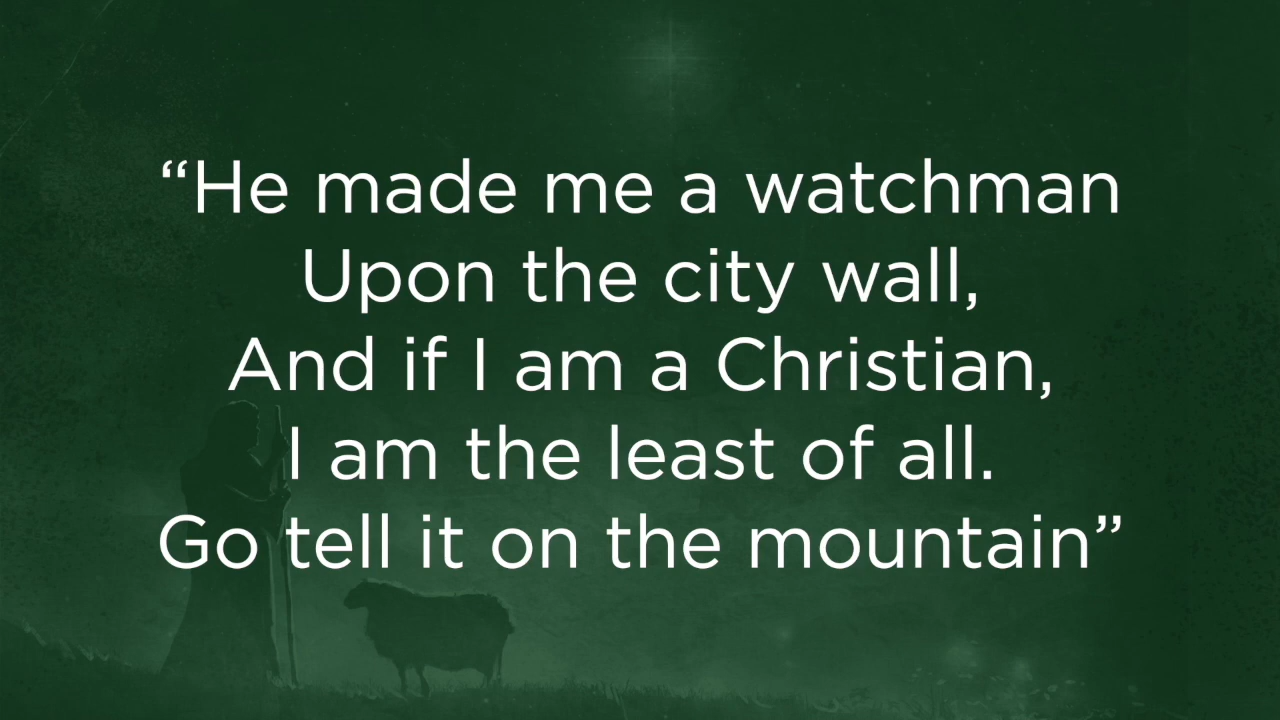 “He made me a watchman
Upon the city wall,
And if I am a Christian,
I am the least of all.
Go tell it on the mountain”